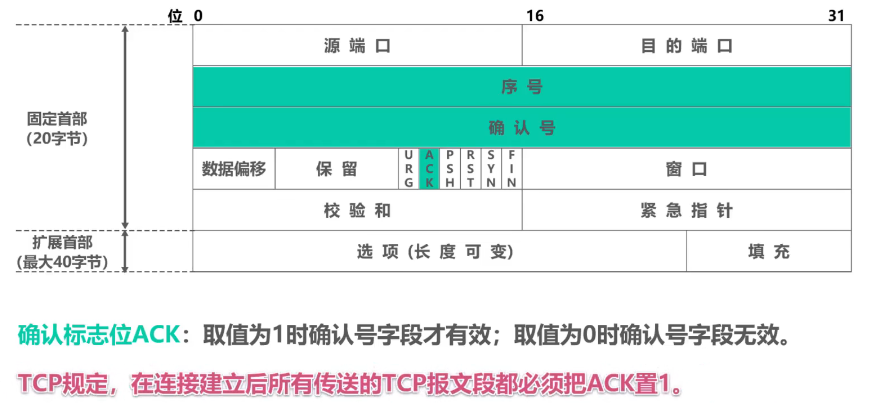 位 0 16 31
源 端 口 目 的 端 口
序 号
固定首部
(20字节)
确 认 号
数据偏移 保 留 URG ACK PSH RST SYN FIN 窗 口
校 验 和 紧 急 指 针
扩展首部
(最大40字节)
选 项 (长 度 可 变) 填 充
确认标志位ACK：取值为1时确认号字段才有效；取值为0时确认号字段无效。
TCP规定，在连接建立后所有传送的TCP报文段都必须把ACK置1。